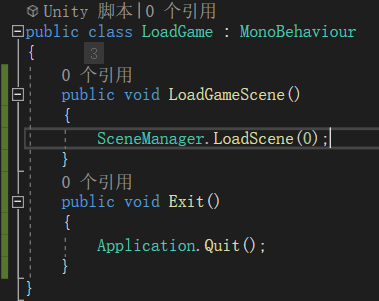 Unity 脚本|0 个引用
public class LoadGame : MonoBehaviour
{
3
0 个引用
public void LoadGameScene()
{
SceneManager.LoadScene(0);
}
0 个引用
public void Exit()
{
Application.Quit();
}
}